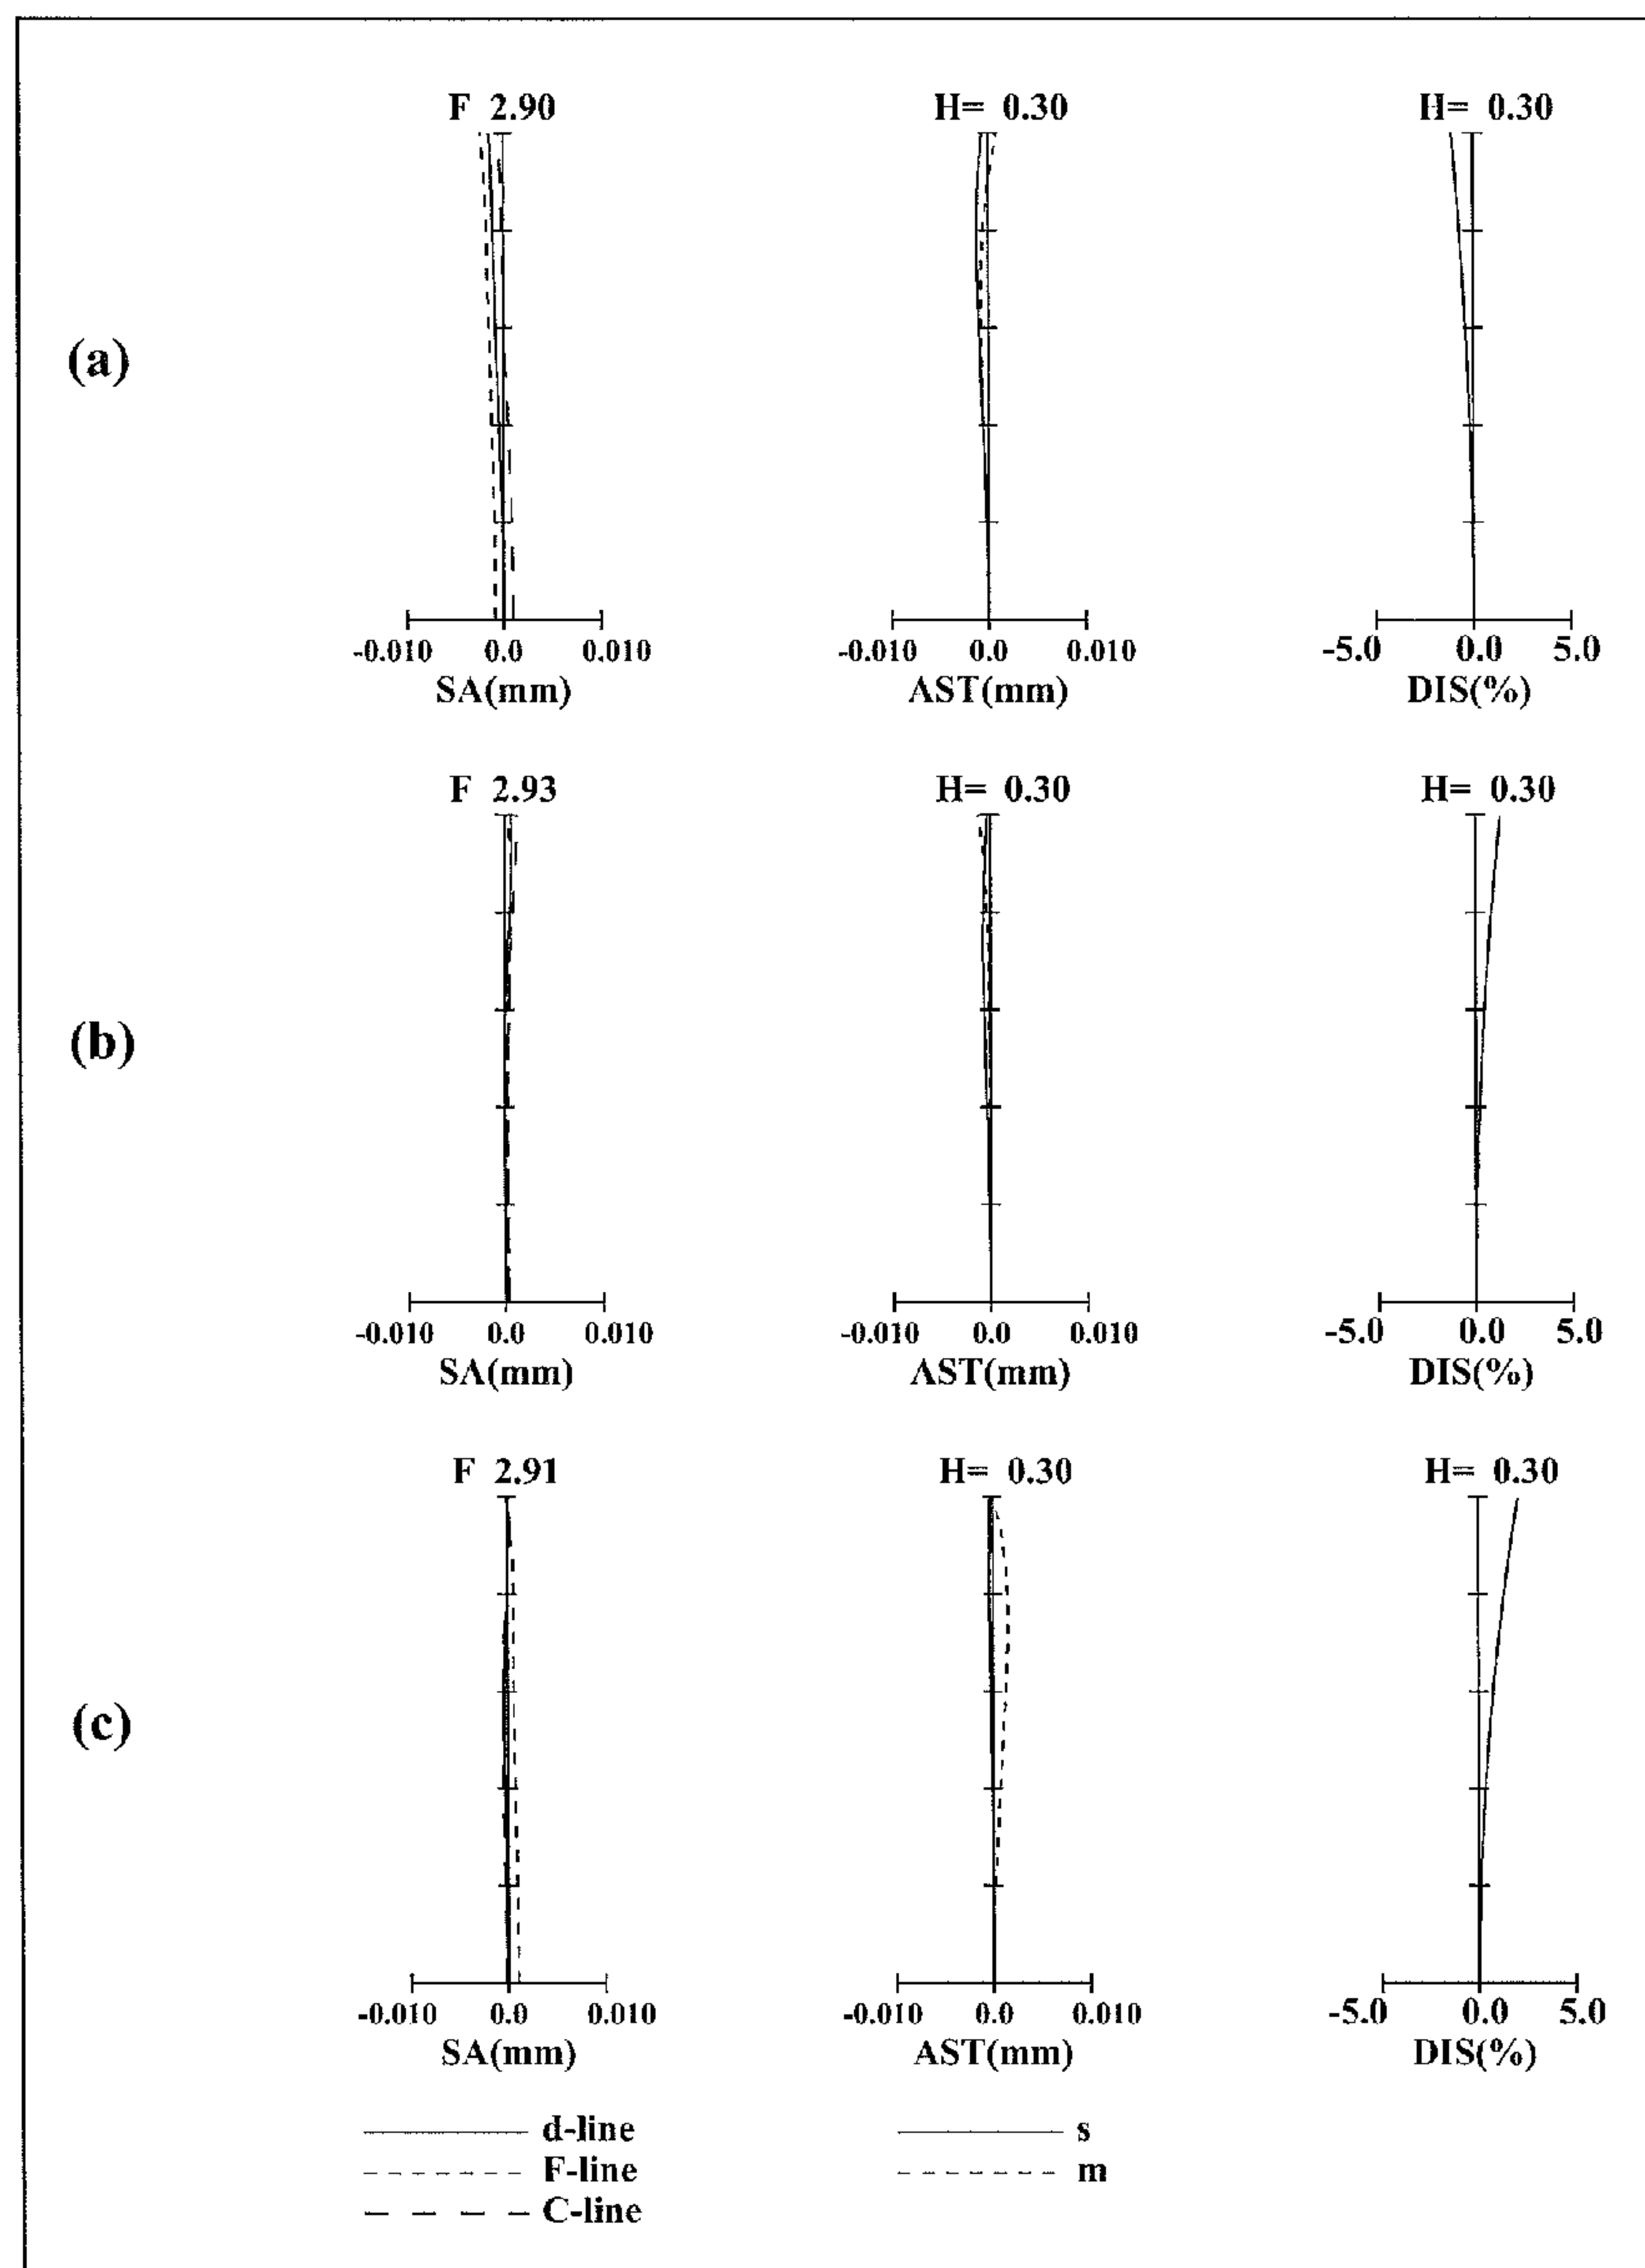 F 2.90 H= 0.30 H= 0.30
(a)
-0.010 0.0 0.010 -0.010 0.0 0.010 -5.0 0.0 5.0
SA(mm) AST(mm) DIS(%)
F 2.93 H= 0.30 H= 0.30
(b)
-0.010 0.0 0.010 -0.010 0.0 0.010 -5.0 0.0 5.0
SA(mm) AST(mm) DIS(%)
F 2.91 H= 0.30 H= 0.30
(c)
-0.010 0.0 0.010 -0.010 0.0 0.010 -5.0 0.0 5.0
SA(mm) AST(mm) DIS(%)
d-line s
F-line m
C-line